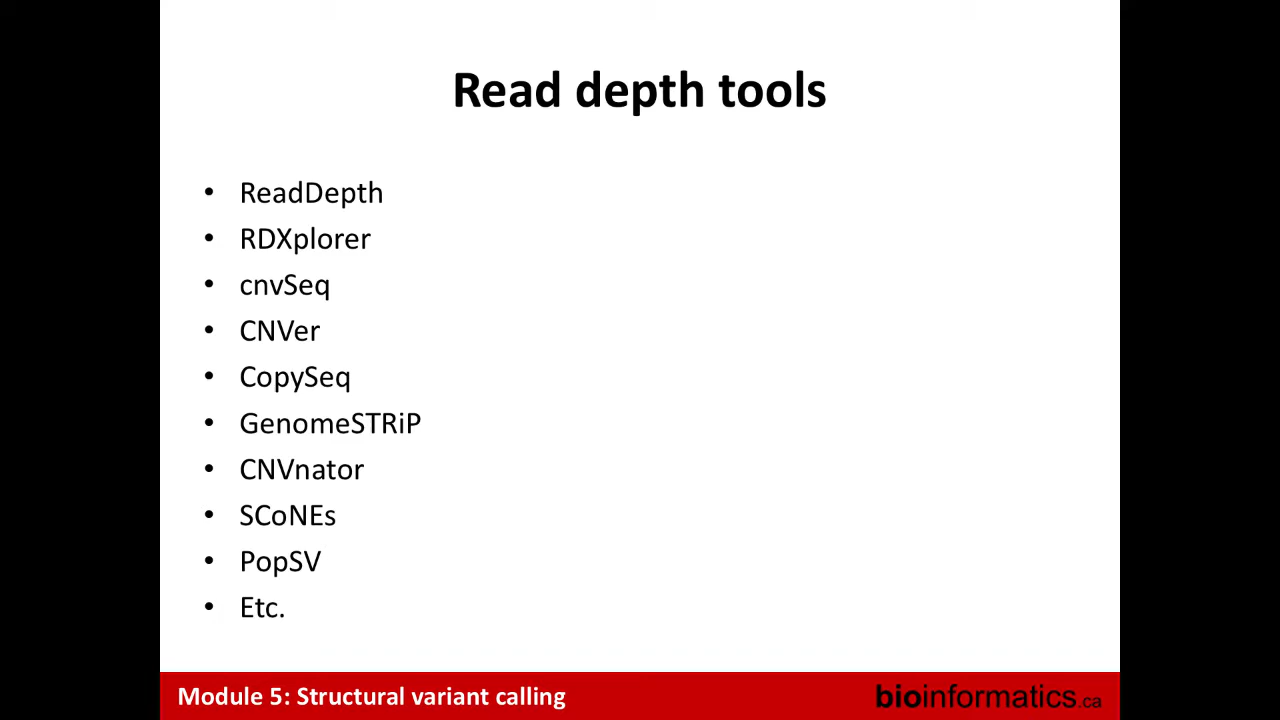 Read depth tools
• ReadDepth
• RDXplorer
• cnvSeq
• CNVer
• CopySeq
• GenomeSTRiP
• CNVnator
• SCoNEs
• PopSV
• Etc.
Module 5: Structural variant calling
bioinformatics.ca